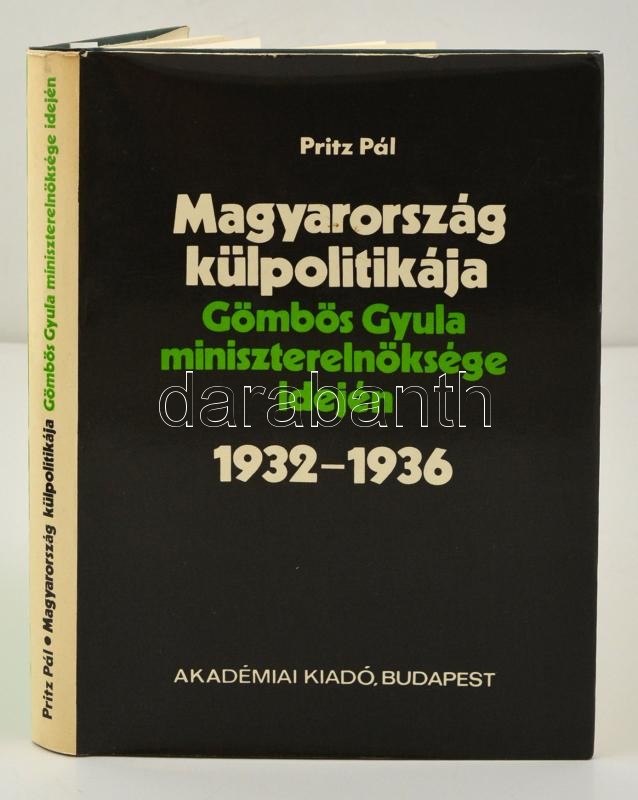 Pritz Pál
Magyarország
külpolitikája
Gömbös Gyula
miniszterelnöksége
idején
1932–1936
AKADÉMIAI KIADÓ, BUDAPEST
Pritz Pál • Magyarország külpolitikája Gömbös Gyula miniszterelnöksége idején
darabanth